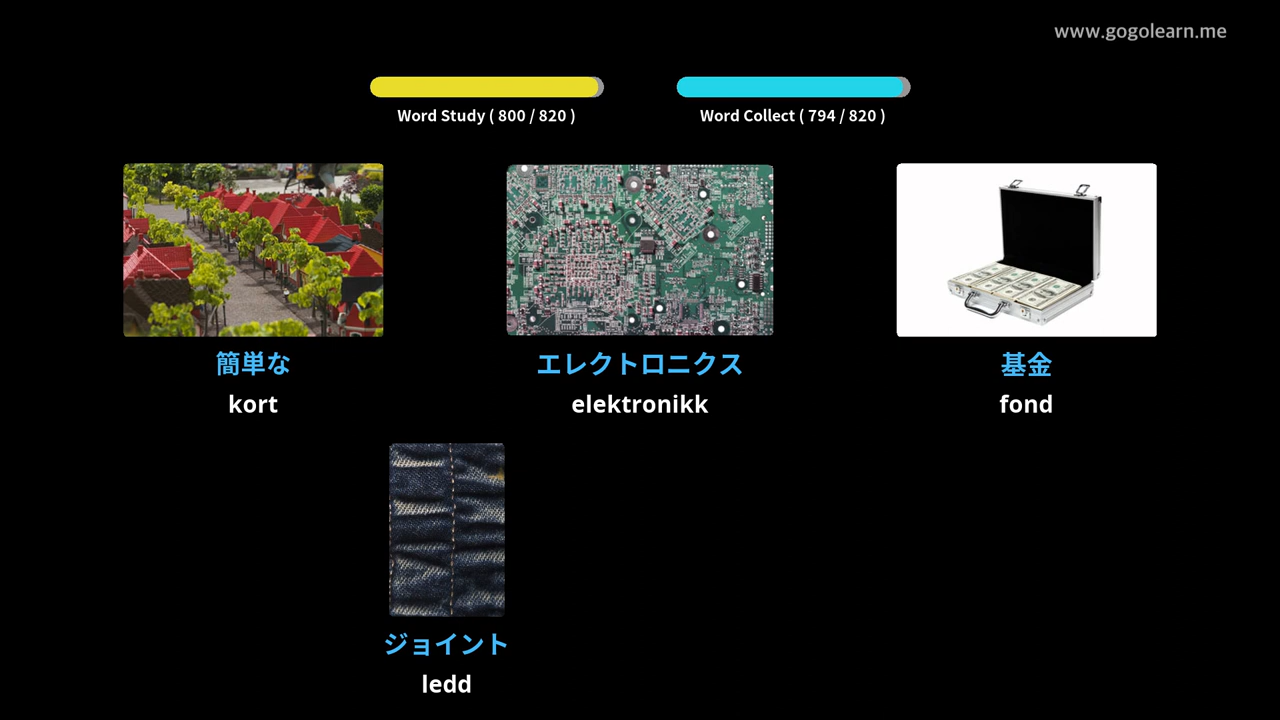 www.gogolearn.me
Word Study ( 800 / 820 )
Word Collect ( 794 / 820 )
簡単な
kort
エレクトロニクス
elektronikk
基金
fond
ジョイント
ledd